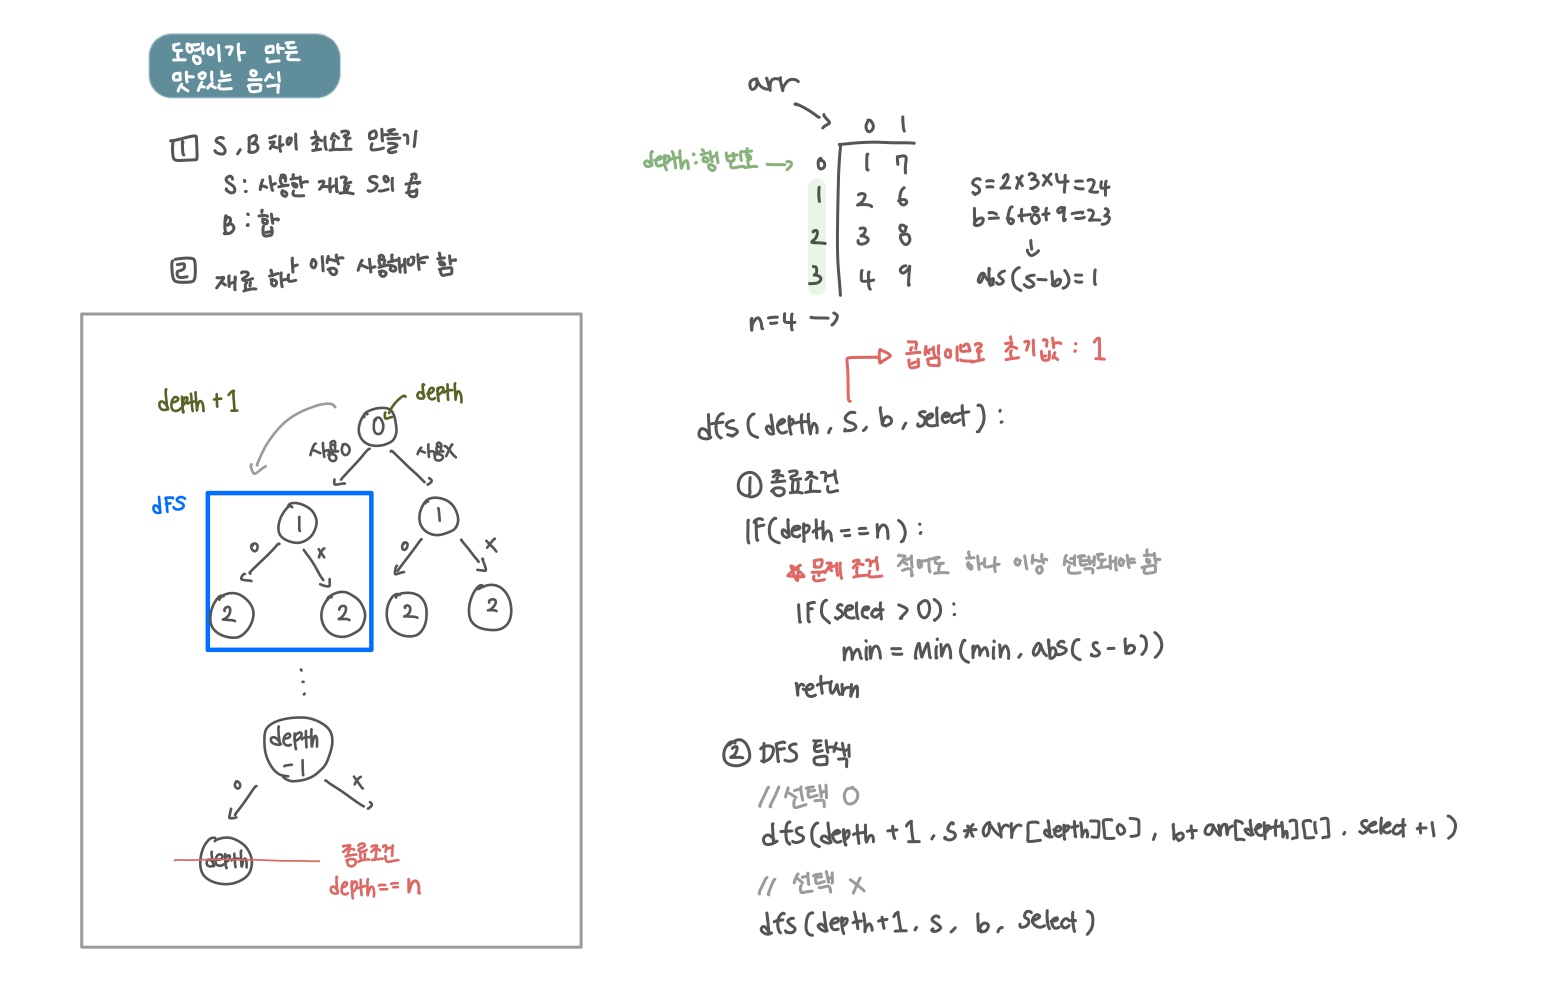 도영이가 만든
맛있는 음식
1 S, B 차이 최소로 만들기
S : 사용한 재료 S의 곱
B : 합
2 재료 하난 이상 사용해야 함
depth + 1
depth
0
사용O
사용X
dFS
1
1
o
x
o
x
2
2
2
2
⋮
depth
-1
o
x
depth
종료조건
depth == n
arr
0 1
depth : 행 번호 → 0 1 7
1 2 6
2 3 8
3 4 9
n=4 →
s = 2×3×4 = 24
b = 6+8+9 = 23
↓
abs(s-b) = 1
곱셈이므로 초기값 : 1
dfs ( depth, S, b, select ) :
① 종료조건
IF(depth == n) :
☆ 문제 조건 적어도 하나 이상 선택돼야 함
IF(select > 0) :
min = Min(min, abs(s-b))
return
② DFS 탐색
// 선택 O
dfs(depth +1, S * arr[depth][0], b+arr[depth][1], select +1)
// 선택 x
dfs (depth+1, s, b, select)